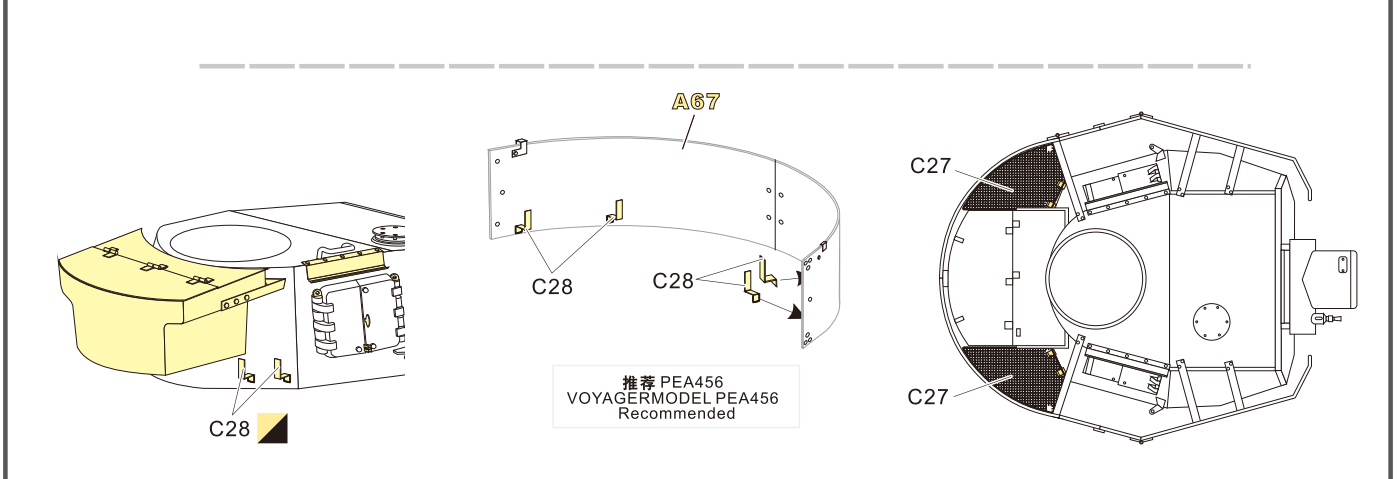 A67
C27
C28
C28
推荐 PEA456
VOYAGERMODEL PEA456
Recommended
C27
C28